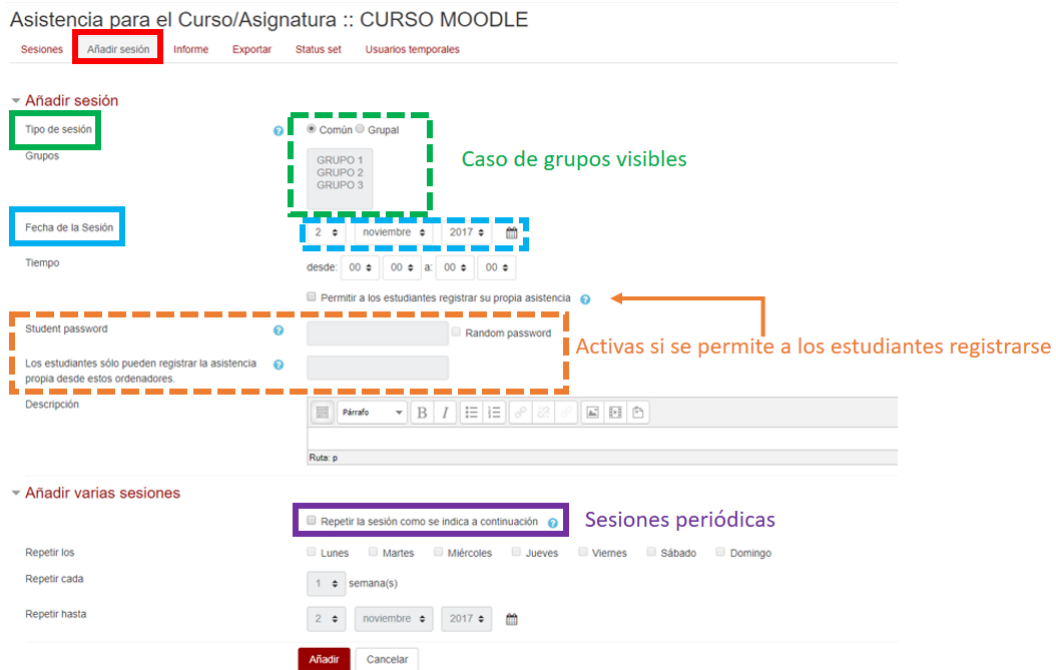 Asistencia para el Curso/Asignatura :: CURSO MOODLE
Sesiones Añadir sesión Informe Exportar Status set Usuarios temporales
Añadir sesión
Tipo de sesión
Común Grupal
Grupos
GRUPO 1
GRUPO 2
GRUPO 3
Caso de grupos visibles
Fecha de la Sesión
2 noviembre 2017
Tiempo
desde: 00 00 a: 00 00
Permitir a los estudiantes registrar su propia asistencia
Student password
Random password
Activas si se permite a los estudiantes registrarse
Los estudiantes sólo pueden registrar la asistencia
propia desde estos ordenadores.
Descripción
Párrafo B I
Ruta: p
Añadir varias sesiones
Repetir la sesión como se indica a continuación
Sesiones periódicas
Repetir los
Lunes Martes Miércoles Jueves Viernes Sábado Domingo
Repetir cada
1 semana(s)
Repetir hasta
2 noviembre 2017
Añadir Cancelar